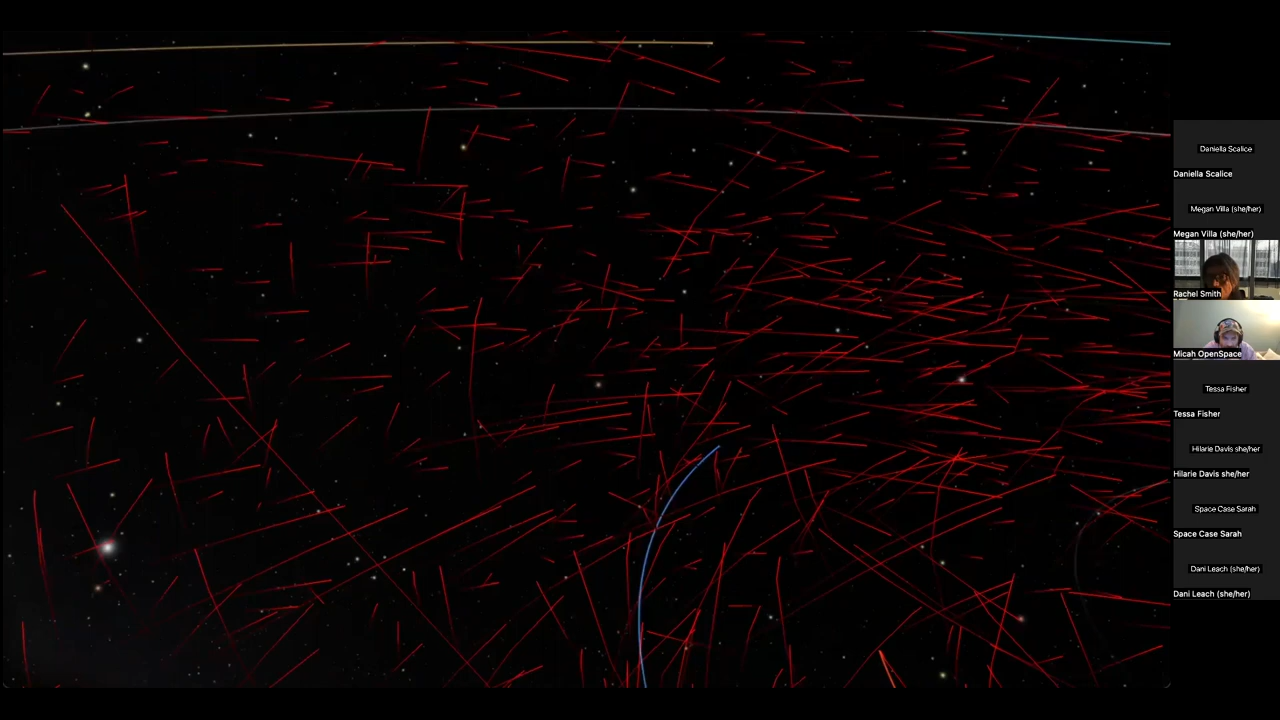 Daniella Scalice
Daniella Scalice
Megan Villa (she/her)
Megan Villa (she/her)
Rachel Smith
Micah OpenSpace
Tessa Fisher
Tessa Fisher
Hilarie Davis she/her
Hilarie Davis she/her
Space Case Sarah
Space Case Sarah
Dani Leach (she/her)
Dani Leach (she/her)